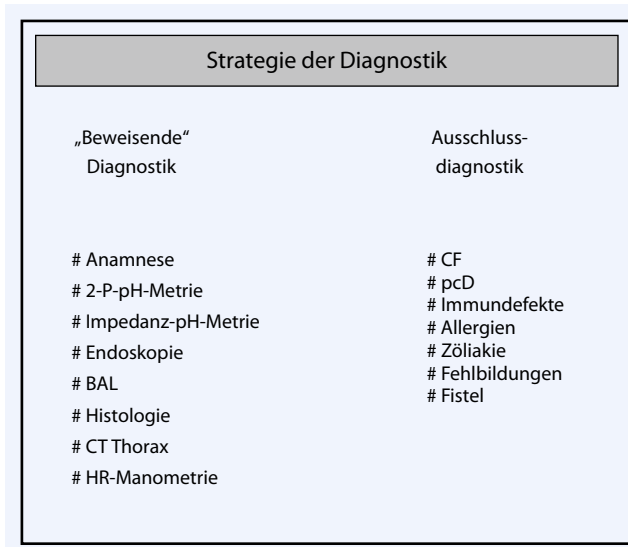 Strategie der Diagnostik
„Beweisende“
Diagnostik
# Anamnese
# 2-P-pH-Metrie
# Impedanz-pH-Metrie
# Endoskopie
# BAL
# Histologie
# CT Thorax
# HR-Manometrie
Ausschluss-
diagnostik
# CF
# pcD
# Immundefekte
# Allergien
# Zöliakie
# Fehlbildungen
# Fistel